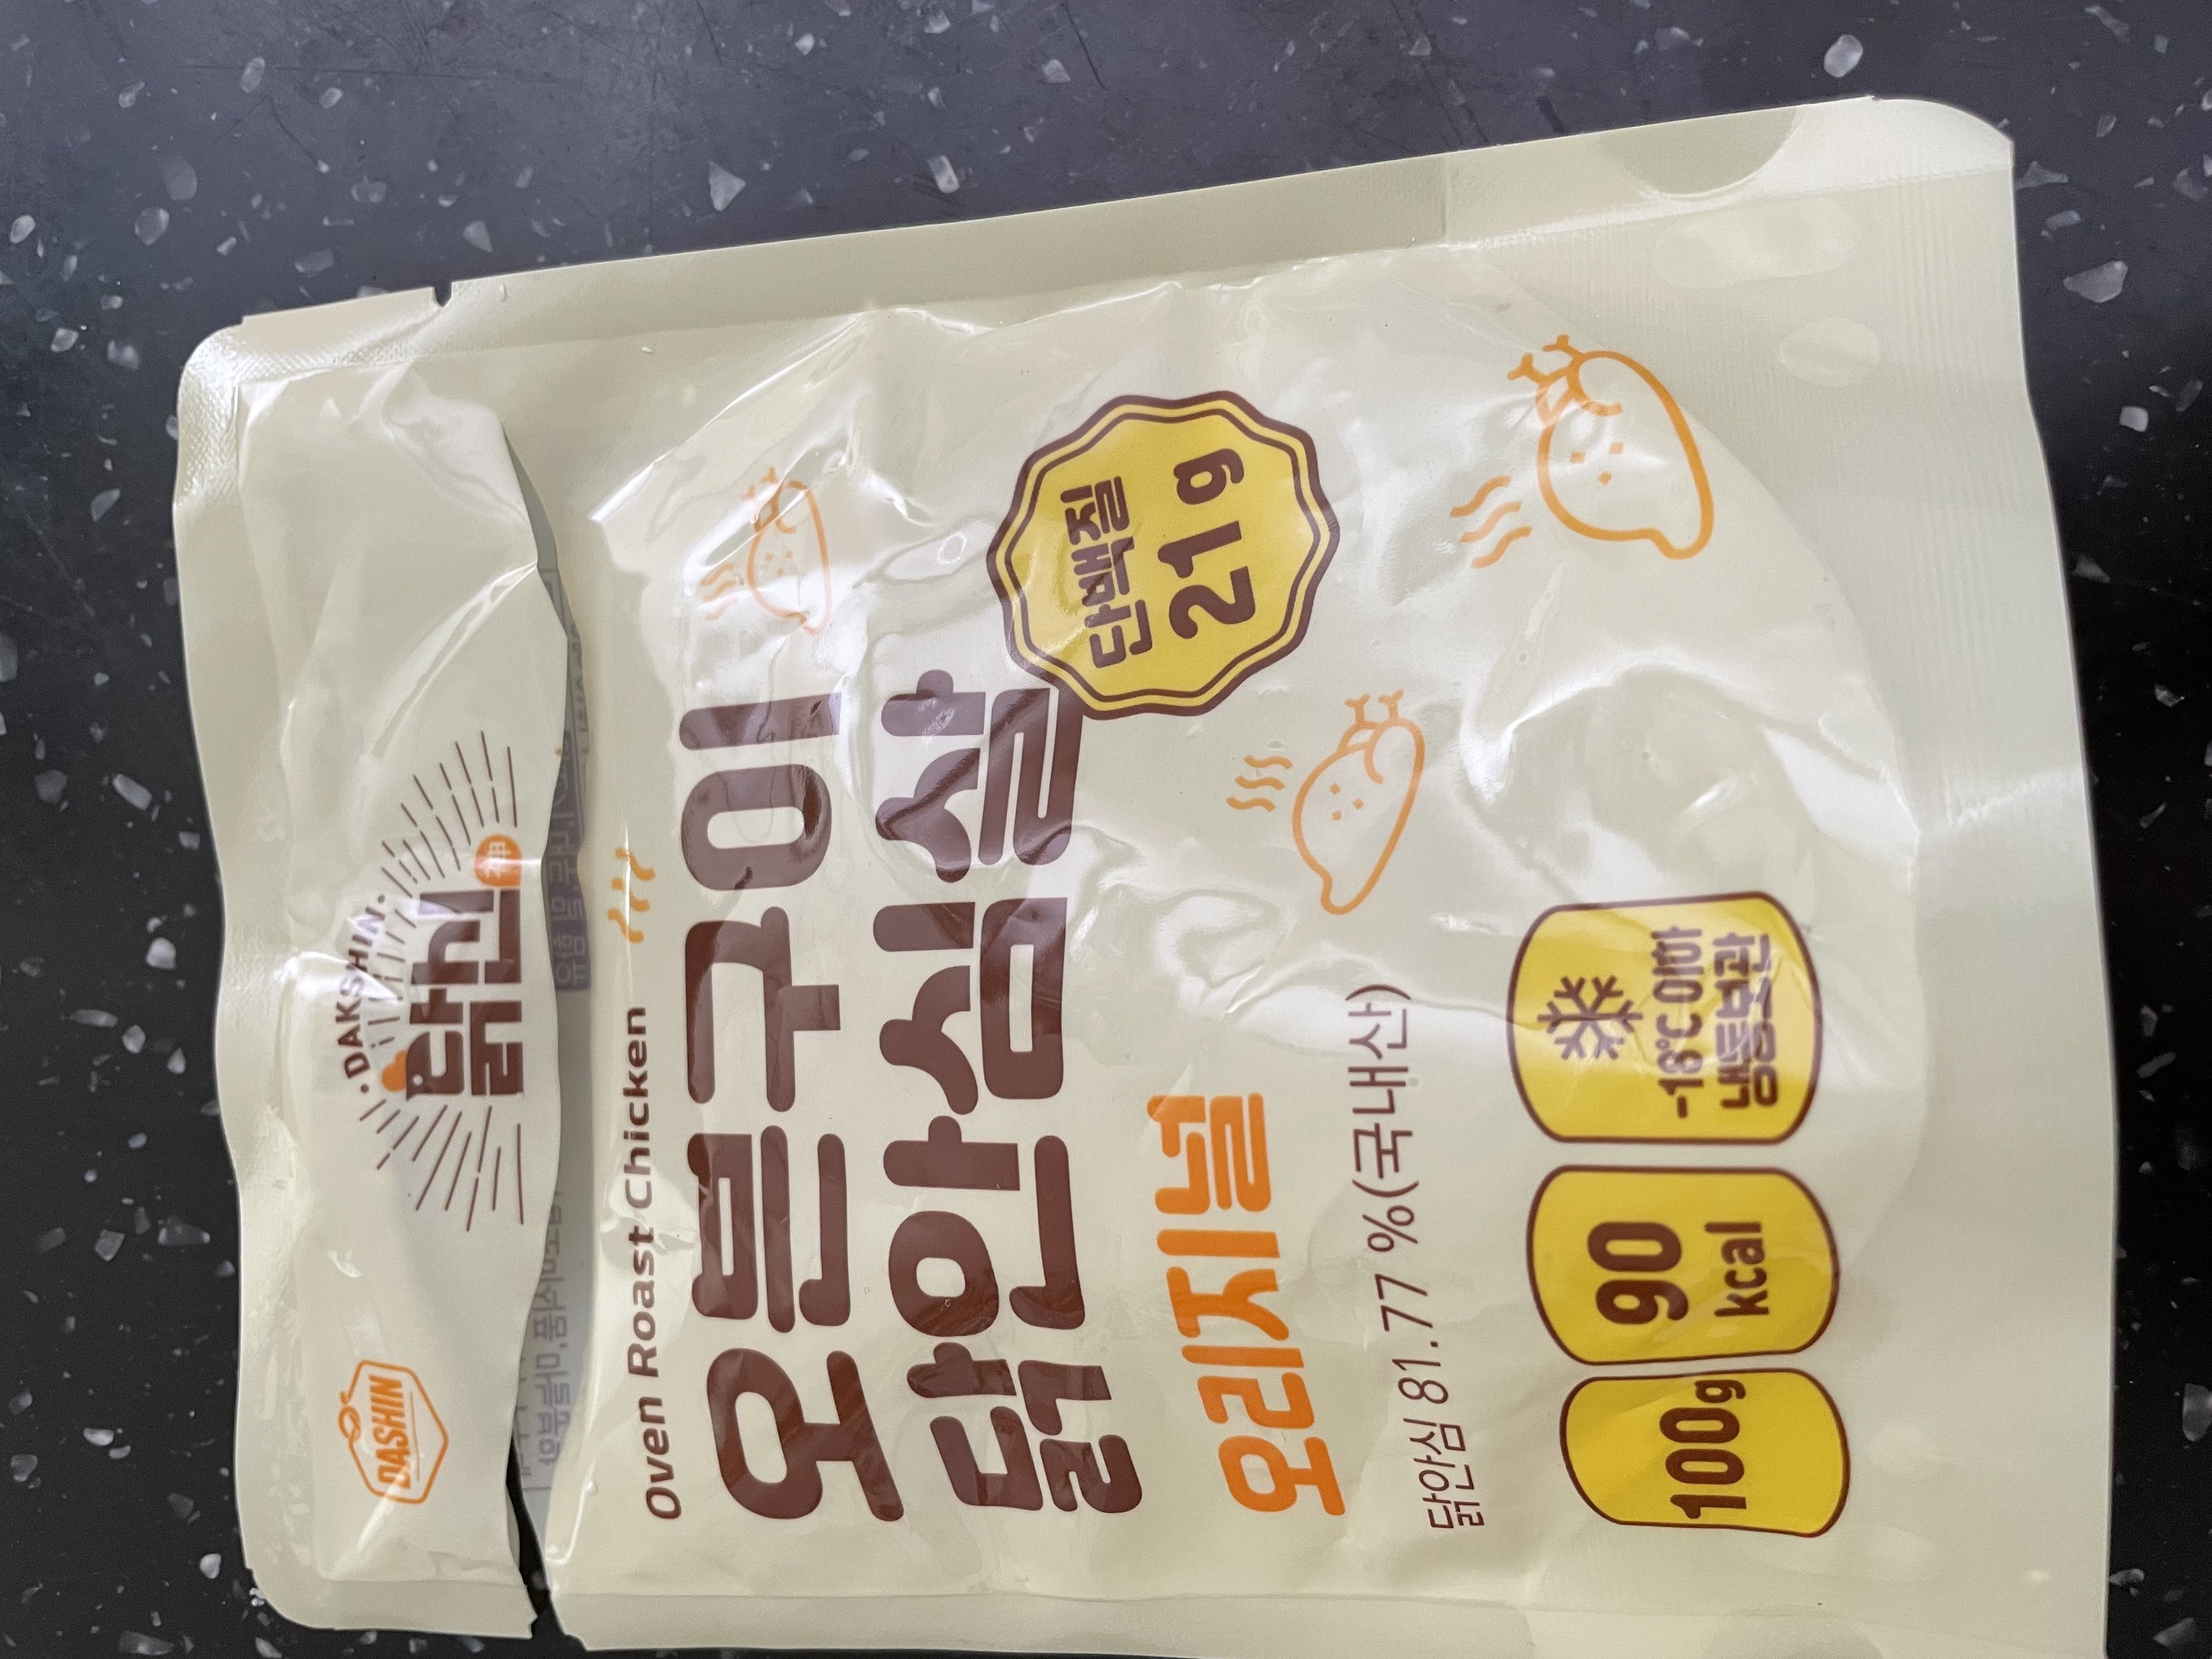 DASHIN
· DAKSHIN ·
닭신
Oven Roast Chicken
오븐구이
닭안심살
단백질
21 g
오리지널
닭안심 81.77 %(국내산)
100g
90
kcal
-18℃ 이하
냉동보관